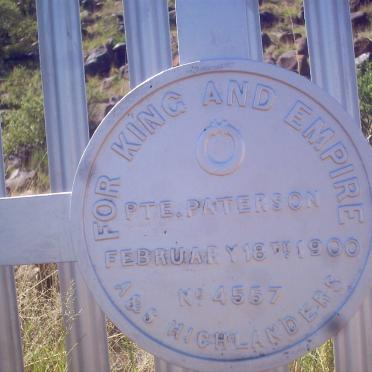 FOR KING AND EMPIRE
PTE. PATERSON
FEBRUARY 18TH 1900
No 4557
A & S HIGHLANDERS